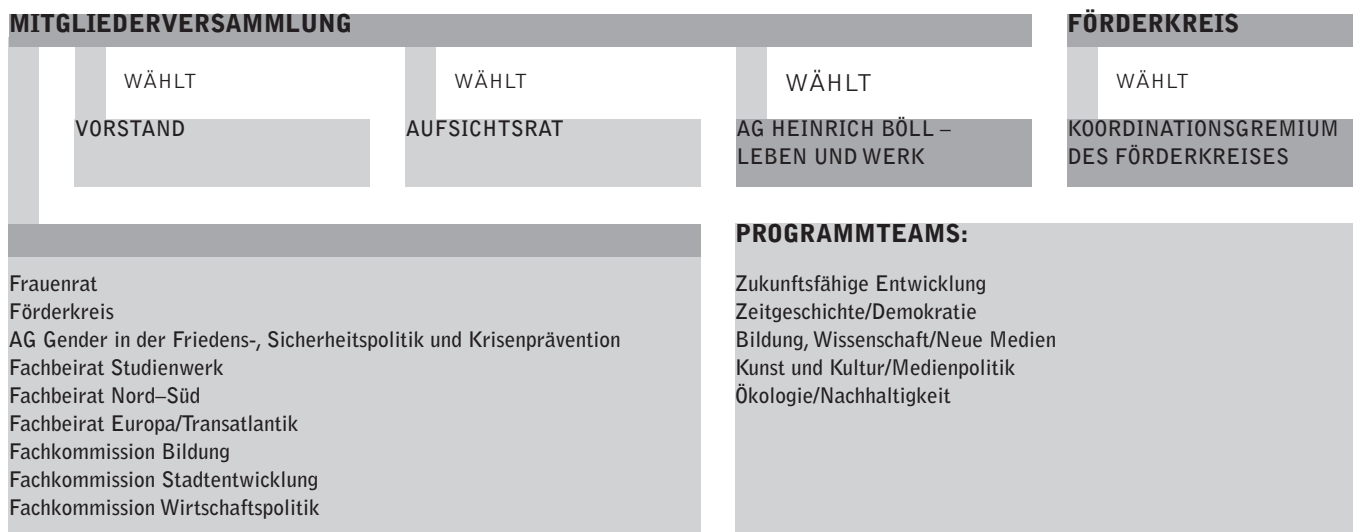 MITGLIEDERVERSAMMLUNG
FÖRDERKREIS
WÄHLT
WÄHLT
WÄHLT
WÄHLT
VORSTAND
AUFSICHTSRAT
AG HEINRICH BÖLL –
LEBEN UND WERK
KOORDINATIONSGREMIUM
DES FÖRDERKREISES
Frauenrat
Förderkreis
AG Gender in der Friedens-, Sicherheitspolitik und Krisenprävention
Fachbeirat Studienwerk
Fachbeirat Nord–Süd
Fachbeirat Europa/Transatlantik
Fachkommission Bildung
Fachkommission Stadtentwicklung
Fachkommission Wirtschaftspolitik
PROGRAMMTEAMS:
Zukunftsfähige Entwicklung
Zeitgeschichte/Demokratie
Bildung, Wissenschaft/Neue Medien
Kunst und Kultur/Medienpolitik
Ökologie/Nachhaltigkeit